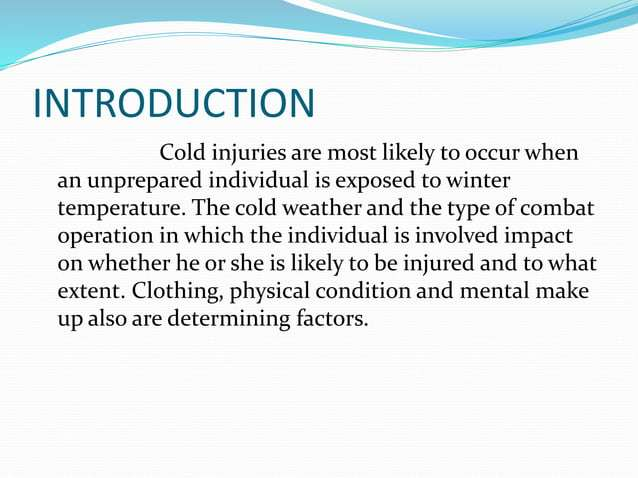 INTRODUCTION
Cold injuries are most likely to occur when
an unprepared individual is exposed to winter
temperature. The cold weather and the type of combat
operation in which the individual is involved impact
on whether he or she is likely to be injured and to what
extent. Clothing, physical condition and mental make
up also are determining factors.